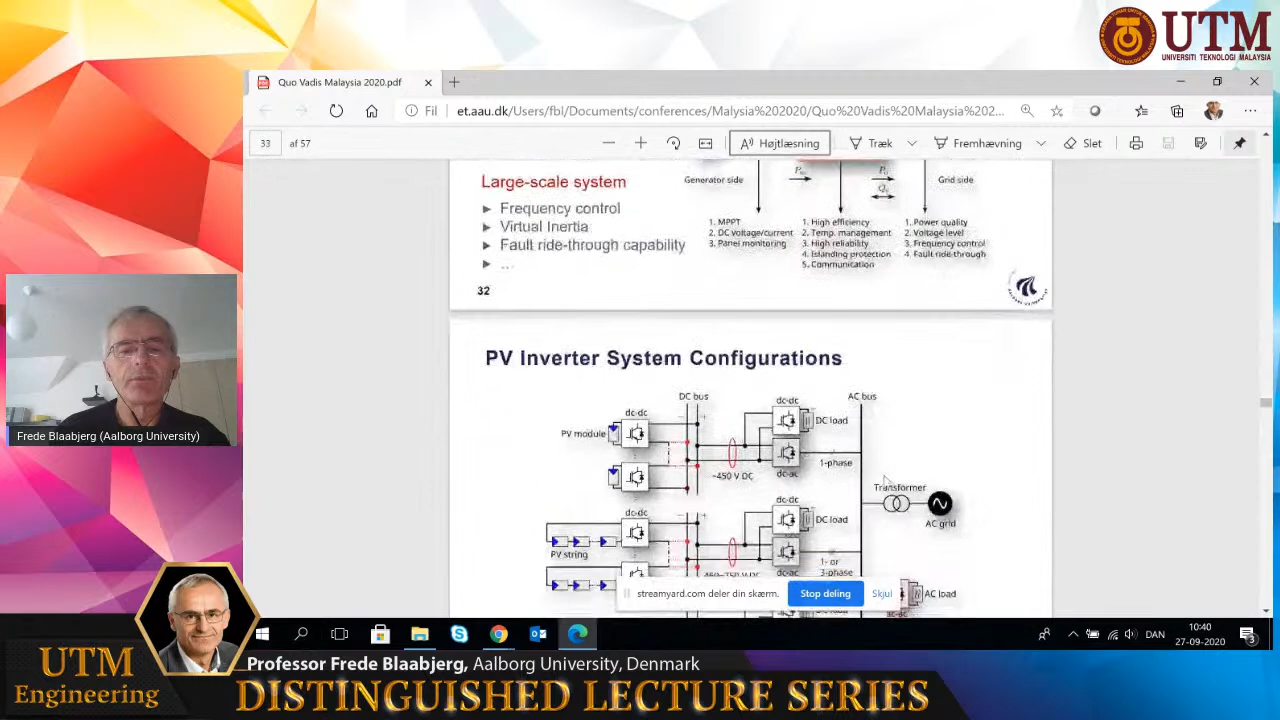 UTM
UNIVERSITI TEKNOLOGI MALAYSIA
Quo Vadis Malaysia 2020.pdf
Fil
et.aau.dk/Users/fbl/Documents/conferences/Malysia%202020/Quo%20Vadis%20Malaysia%202...
33 af 57
Højtlæsning
Træk
Fremhævning
Slet
Large-scale system
Frequency control
Virtual Inertia
Fault ride-through capability
...
32
Generator side
Grid side
1. MPPT
2. DC voltage/current
3. Panel monitoring
1. High efficiency
2. Temp. management
3. High reliability
4. Islanding protection
5. Communication
1. Power quality
2. Voltage level
3. Frequency control
4. Fault ride-through
PV Inverter System Configurations
DC bus
AC bus
dc-dc
dc-dc
PV module
DC load
1-phase
~450 V DC
dc-ac
Transformer
AC grid
dc-dc
dc-dc
DC load
PV string
1- or
3-phase
dc-ac
AC load
streamyard.com deler din skærm.
Stop deling
Skjul
DAN
10:40
27-09-2020
3
Frede Blaabjerg (Aalborg University)
UTM
Engineering
Professor Frede Blaabjerg, Aalborg University, Denmark
DISTINGUISHED LECTURE SERIES